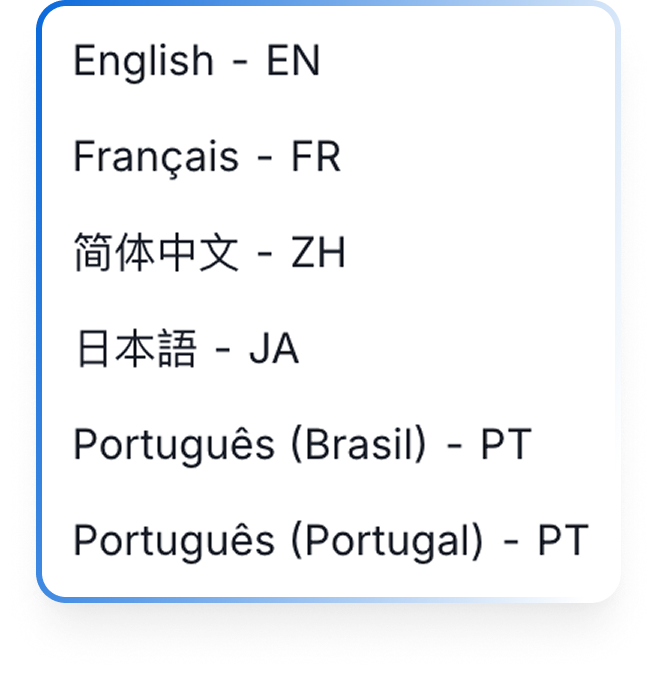 English - EN
Français - FR
简体中文 - ZH
日本語 - JA
Português (Brasil) - PT
Português (Portugal) - PT